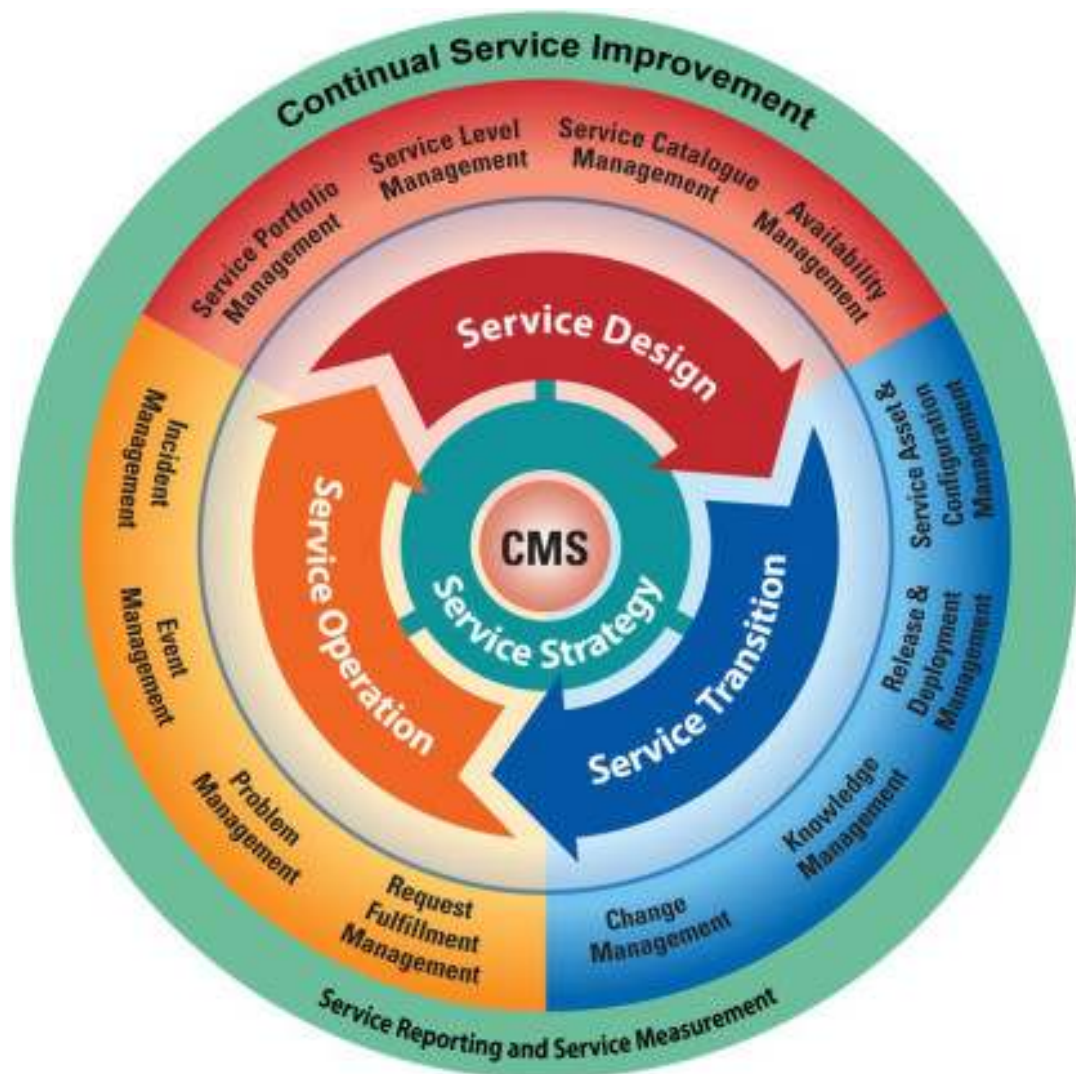 Continual Service Improvement
Service Portfolio
Management
Service Level
Management
Service Catalogue
Management
Availability
Management
Service Asset &
Configuration
Management
Release &
Deployment
Management
Knowledge
Management
Change
Management
Request
Fulfillment
Management
Problem
Management
Event
Management
Incident
Management
Service Design
Service Transition
Service Operation
Service Strategy
CMS
Service Reporting and Service Measurement